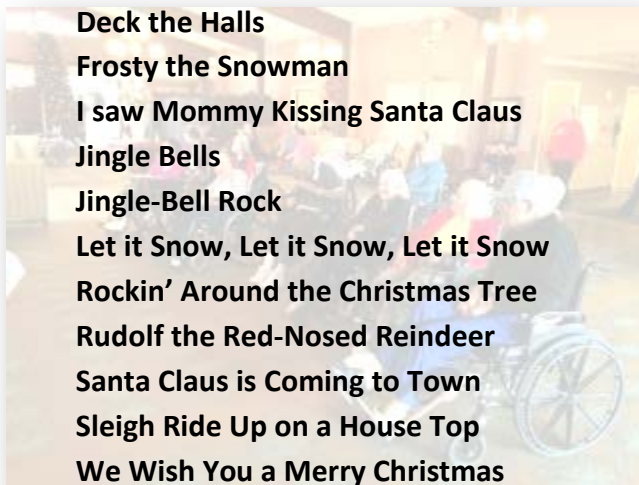 Deck the Halls
Frosty the Snowman
I saw Mommy Kissing Santa Claus
Jingle Bells
Jingle-Bell Rock
Let it Snow, Let it Snow, Let it Snow
Rockin’ Around the Christmas Tree
Rudolf the Red-Nosed Reindeer
Santa Claus is Coming to Town
Sleigh Ride Up on a House Top
We Wish You a Merry Christmas